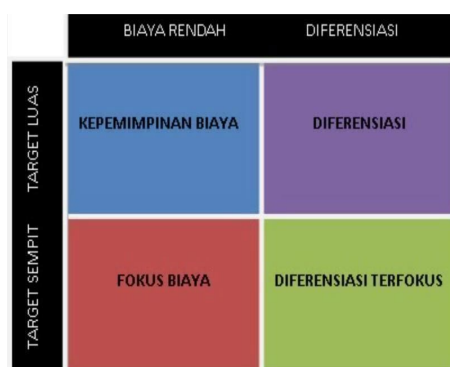 BIAYA RENDAH
DIFERENSIASI
TARGET LUAS
KEPEMIMPINAN BIAYA
DIFERENSIASI
TARGET SEMPIT
FOKUS BIAYA
DIFERENSIASI TERFOKUS